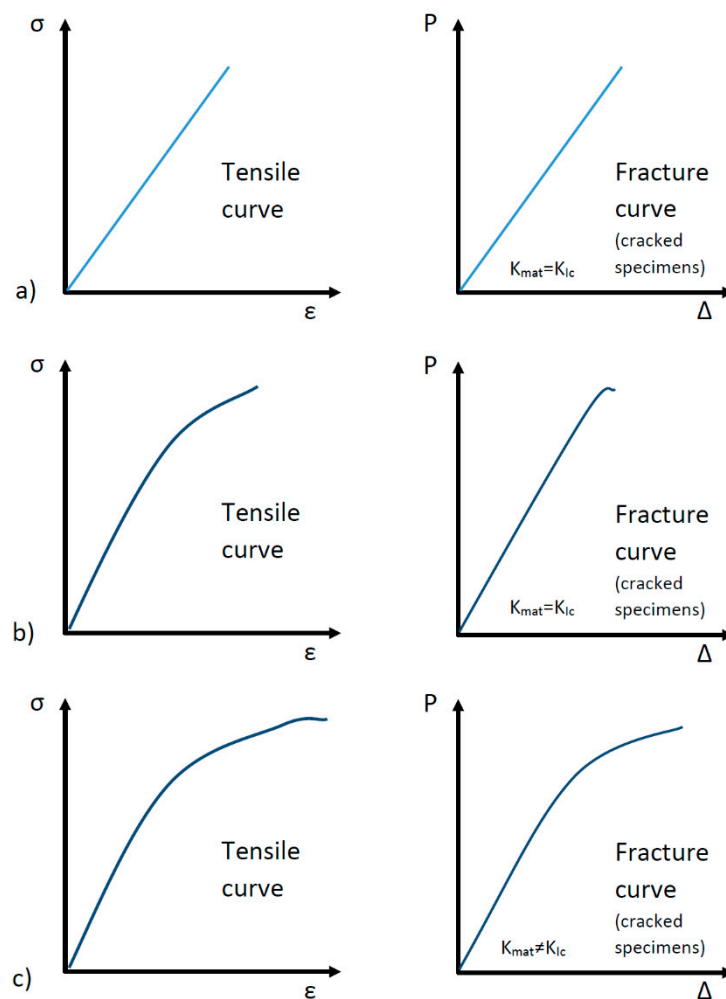 σ
P
Tensile
curve
Fracture
curve
(cracked
specimens)
Kmat=KIc
a)
ε
Δ
σ
P
Tensile
curve
Fracture
curve
(cracked
specimens)
Kmat=KIc
b)
ε
Δ
σ
P
Tensile
curve
Fracture
curve
(cracked
specimens)
Kmat≠KIc
c)
ε
Δ